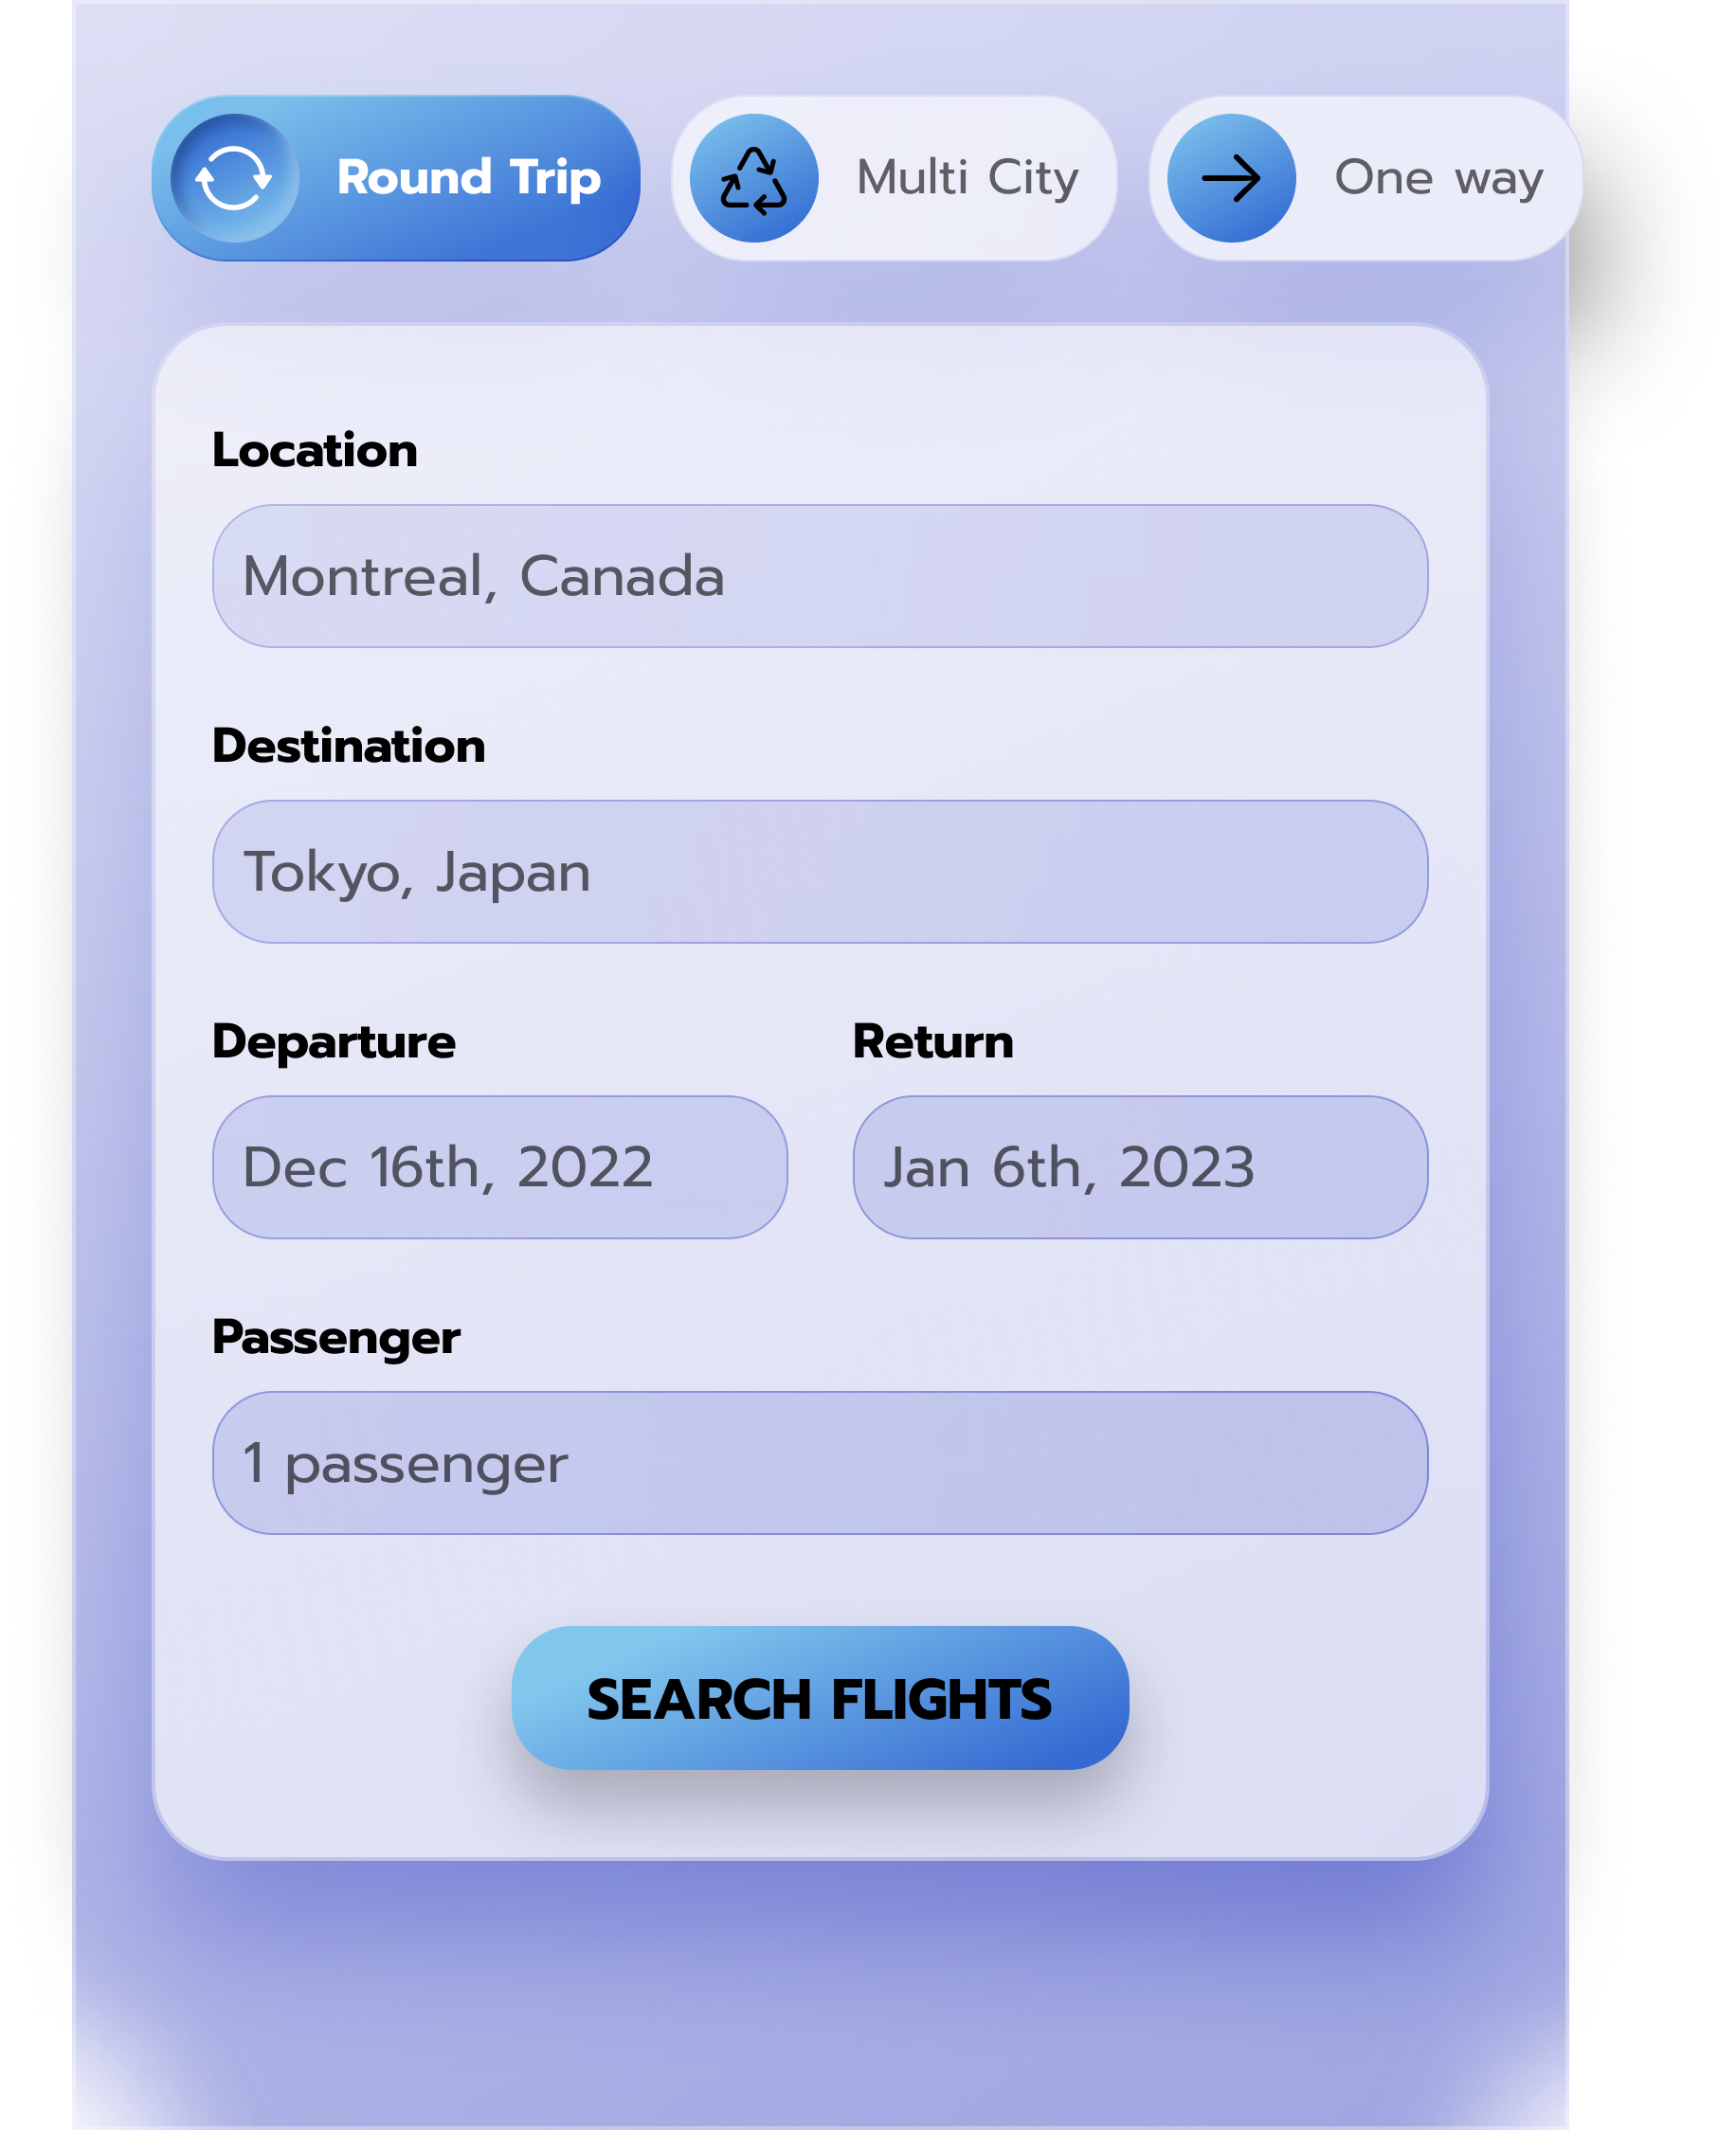 Round Trip
Multi City
One way
Location
Montreal, Canada
Destination
Tokyo, Japan
Departure
Return
Dec 16th, 2022
Jan 6th, 2023
Passenger
1 passenger
SEARCH FLIGHTS